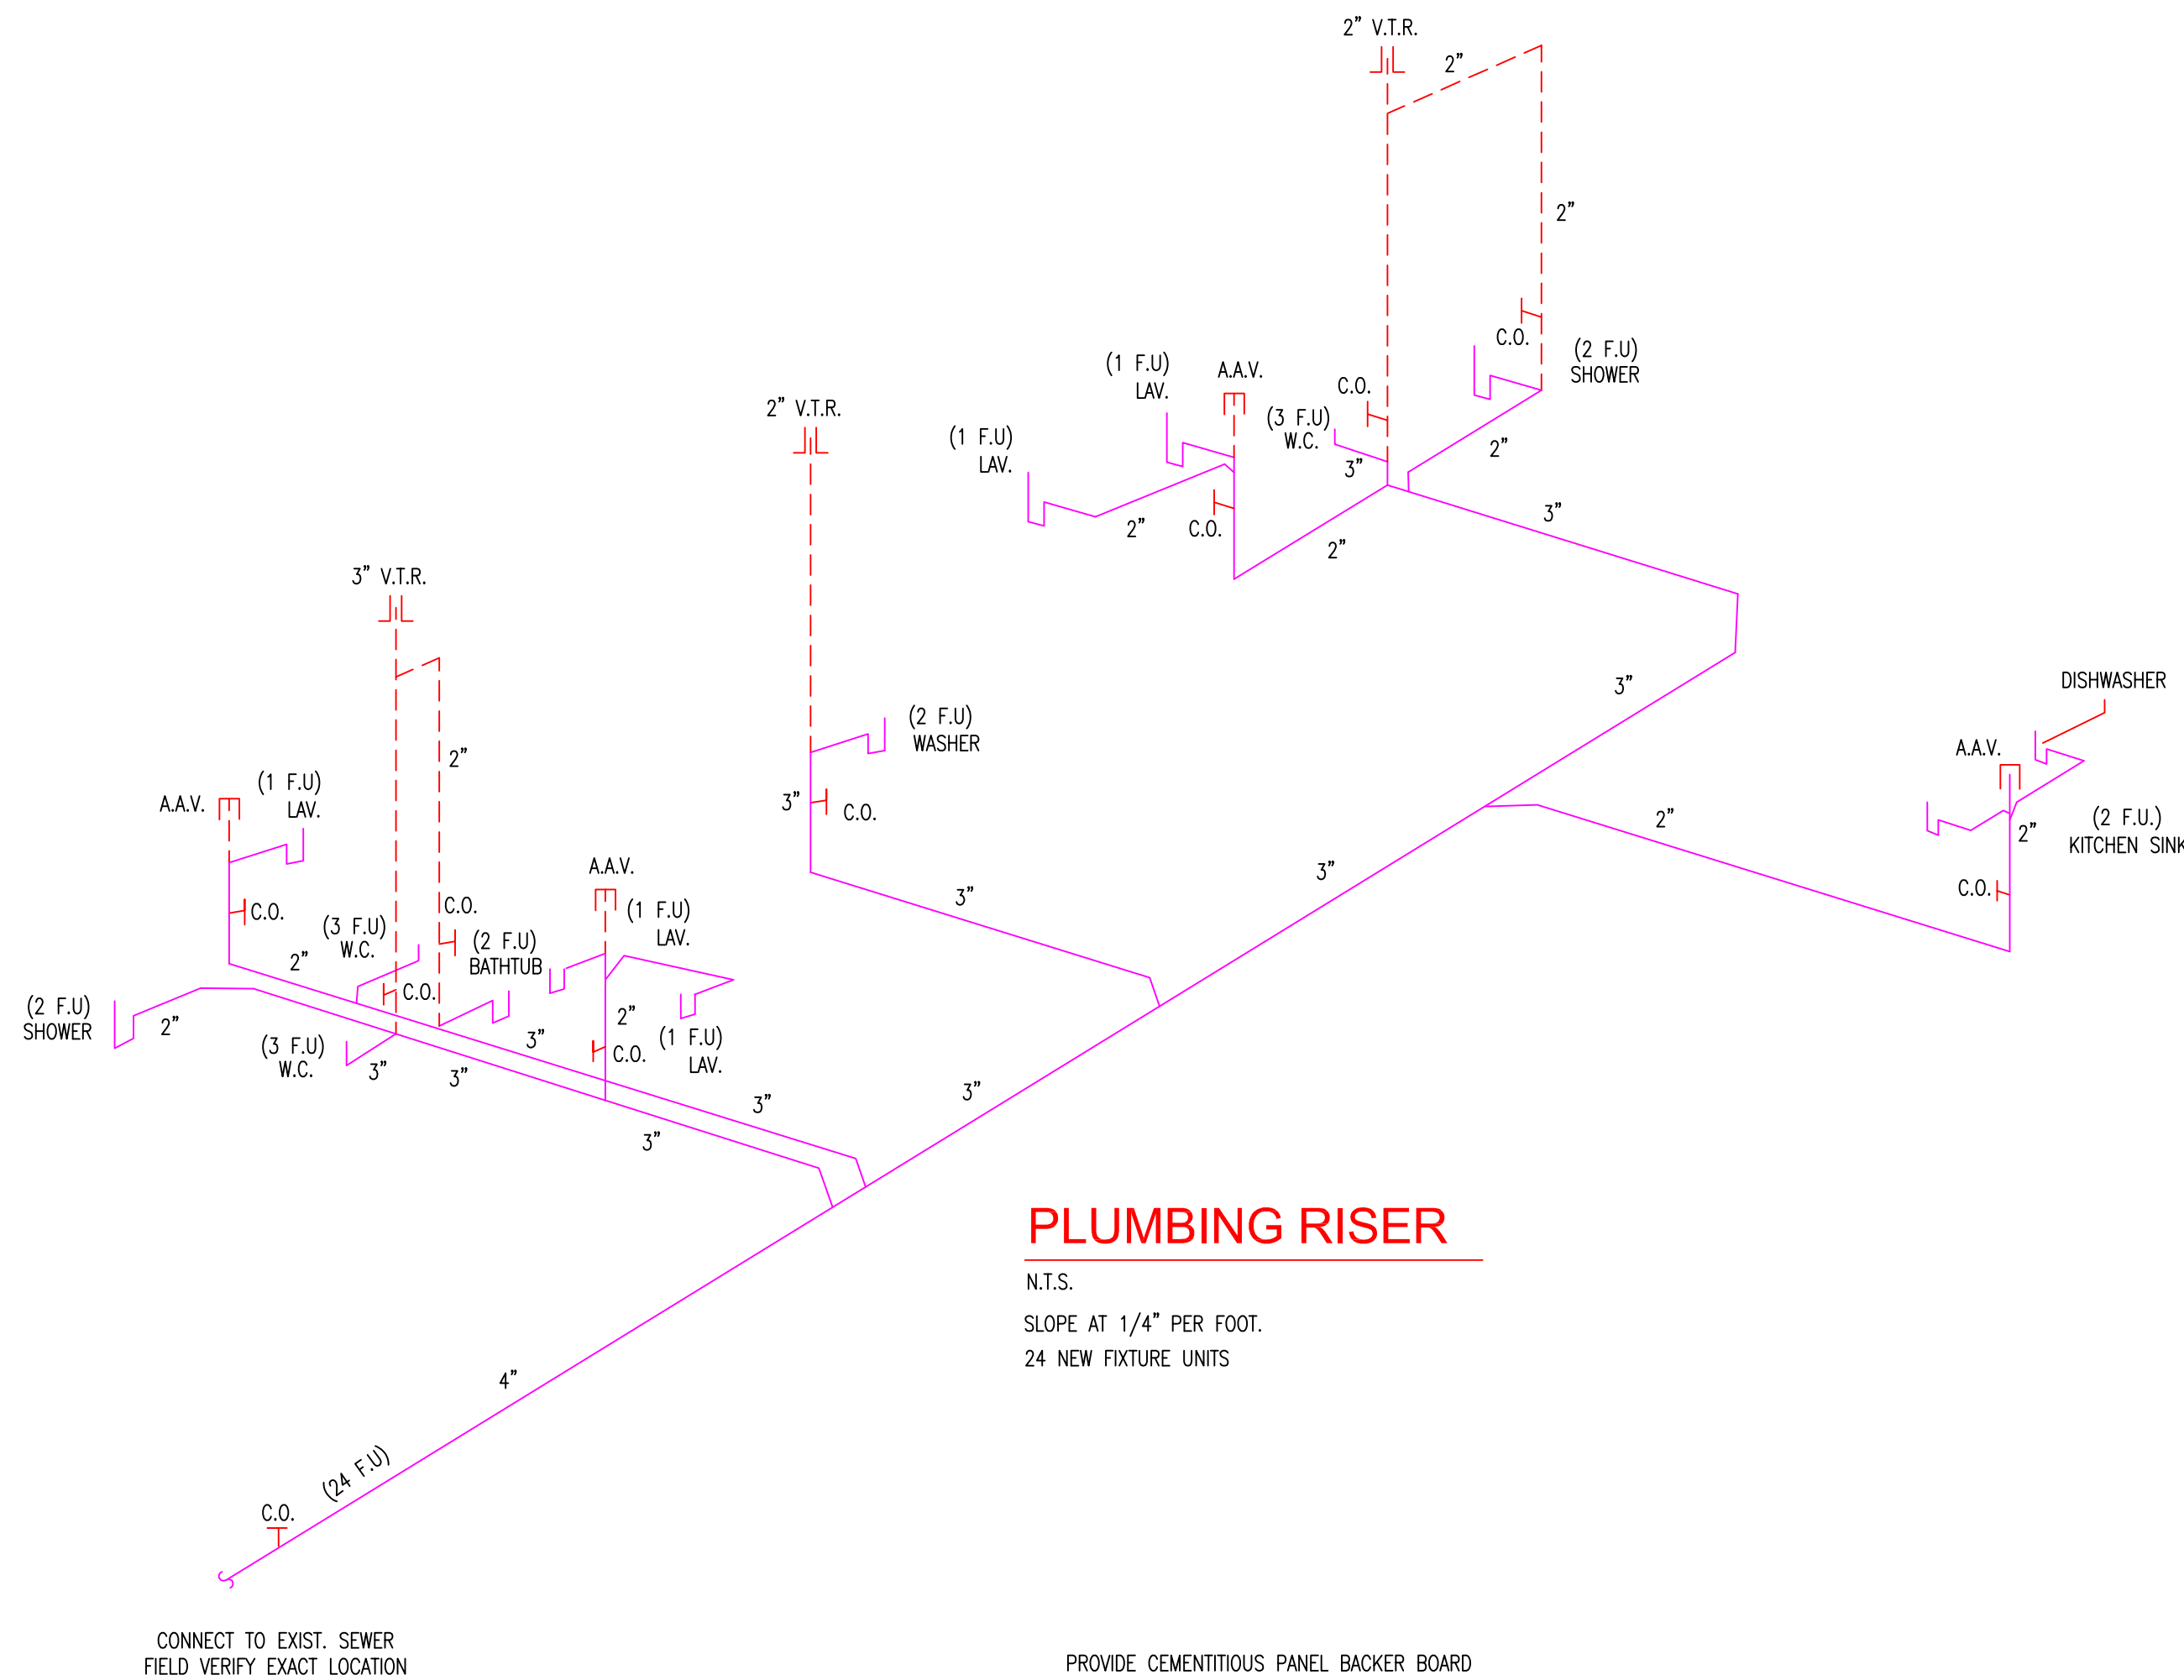 2” V.T.R.
2”
2”
C.O.
(2 F.U)
SHOWER
(1 F.U)
LAV.
A.A.V.
C.O.
(3 F.U)
W.C.
3”
2”
(1 F.U)
LAV.
2”
C.O.
2”
3”
2” V.T.R.
3” V.T.R.
2”
(2 F.U)
WASHER
3”
C.O.
3”
3”
DISHWASHER
A.A.V.
(2 F.U.)
KITCHEN SINK
2”
2”
C.O.
3”
A.A.V.
(1 F.U)
LAV.
C.O.
(3 F.U)
W.C.
C.O.
(2 F.U)
BATHTUB
A.A.V.
(1 F.U)
LAV.
2”
C.O.
(2 F.U)
SHOWER
2”
(3 F.U)
W.C.
3”
3”
3”
2”
C.O.
(1 F.U)
LAV.
3”
3”
3”
PLUMBING RISER
N.T.S.
SLOPE AT 1/4” PER FOOT.
24 NEW FIXTURE UNITS
4”
(24 F.U)
C.O.
CONNECT TO EXIST. SEWER
FIELD VERIFY EXACT LOCATION
PROVIDE CEMENTITIOUS PANEL BACKER BOARD